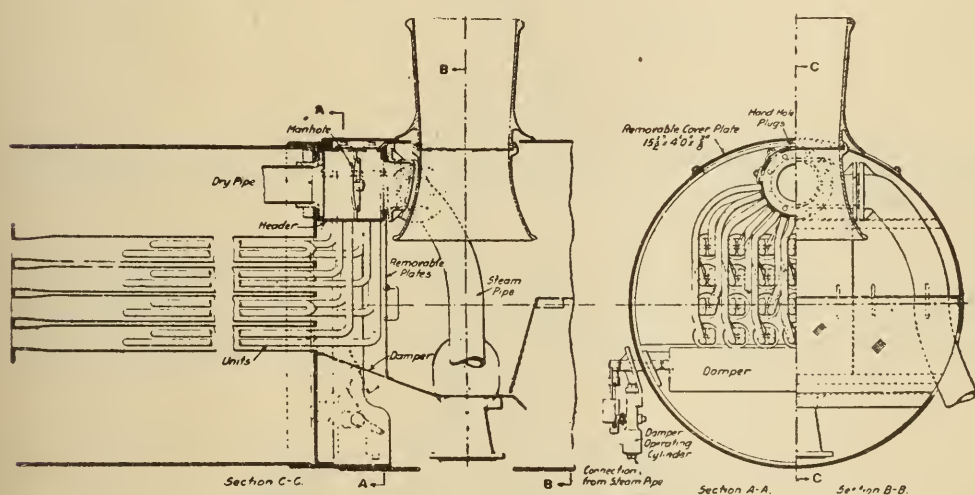 B
C
A
Manhole
Hand Hole
Plugs
Removable Cover Plate
Dry Pipe
Header
Removable
Plates
Steam
Pipe
Units
Damper
Damper
Damper
Operating
Cylinder
Connection
from Steam Pipe
Section C-C.
A
B
Section A-A.
C
Section B-B.